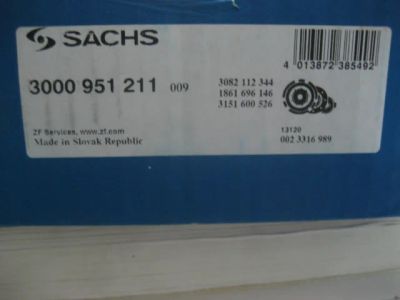 SACHS
4 013872 385492
3000 951 211 009
3082 112 344
1861 696 146
3151 600 526
ZF Services, www.zf.com
Made in Slovak Republic
13120
002 3316 989